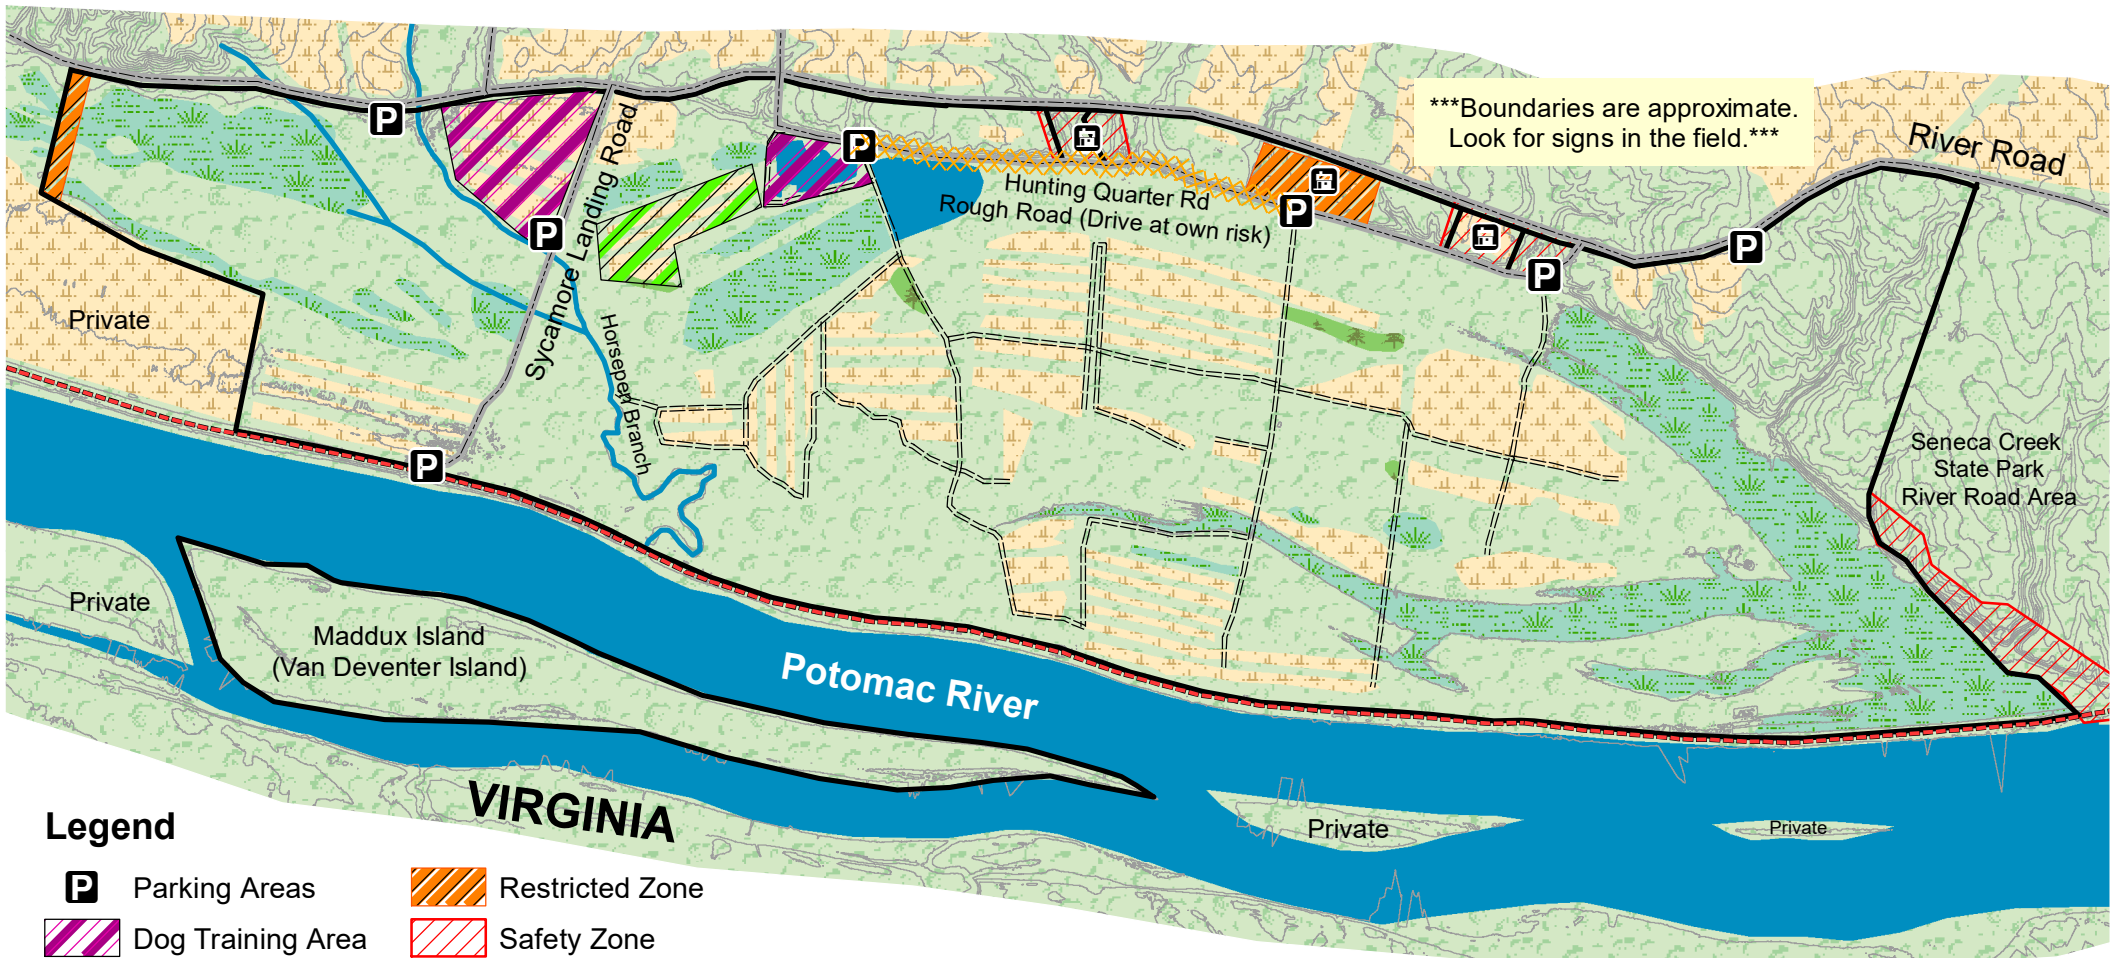 ***Boundaries are approximate.
Look for signs in the field.***
River Road
P
P
P
P
P
P
P
Sycamore Landing Road
Hunting Quarter Rd
Rough Road (Drive at own risk)
Private
Horsepen Branch
Seneca Creek
State Park
River Road Area
Private
Maddux Island
(Van Deventer Island)
Potomac River
VIRGINIA
Private
Private
Legend
P Parking Areas
Restricted Zone
Dog Training Area
Safety Zone